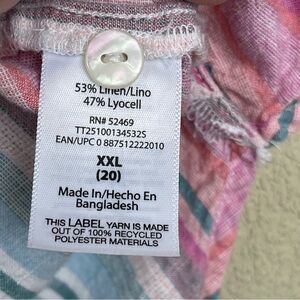 53% Linen/Lino
47% Lyocell
RN# 52469
TT25100134532S
EAN/UPC 0 887512222010
XXL
(20)
Made In/Hecho En
Bangladesh
THIS LABEL YARN IS MADE
OUT OF 100% RECYCLED
POLYESTER MATERIALS